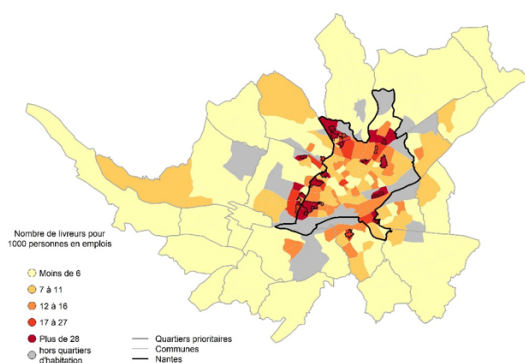 Nombre de livreurs pour
1000 personnes en emplois
Moins de 6
7 à 11
12 à 16
17 à 27
Plus de 28
hors quartiers
d'habitation
Quartiers prioritaires
Communes
Nantes